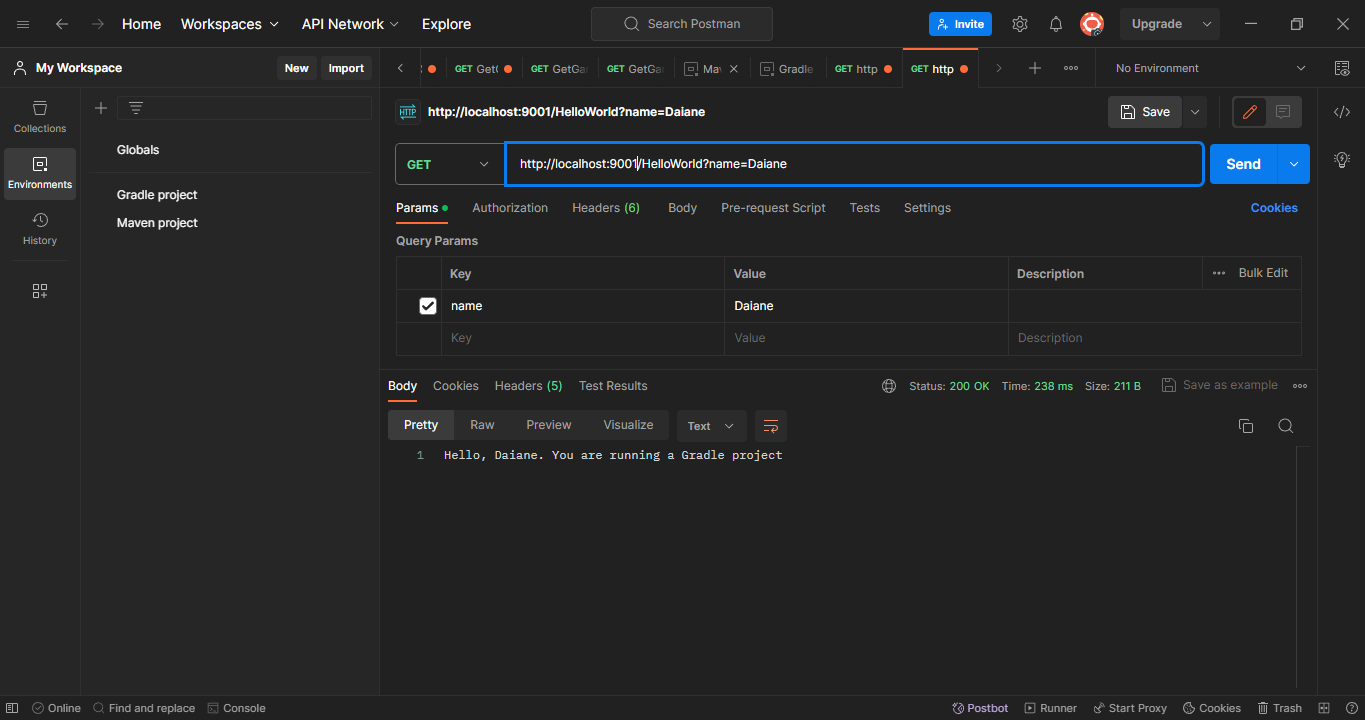 Home Workspaces API Network Explore Search Postman Invite Upgrade
My Workspace New Import GET Get GET GetGa GET GetGa Ma Gradle GET http GET http No Environment
HTTP http://localhost:9001/HelloWorld?name=Daiane Save
Collections
Globals
GET http://localhost:9001/HelloWorld?name=Daiane Send
Environments
Gradle project
Maven project
History
Params Authorization Headers (6) Body Pre-request Script Tests Settings Cookies
Query Params
Key Value Description Bulk Edit
name Daiane
Key Value Description
Body Cookies Headers (5) Test Results Status: 200 OK Time: 238 ms Size: 211 B Save as example
Pretty Raw Preview Visualize Text
1 Hello, Daiane. You are running a Gradle project
Online Find and replace Console Postbot Runner Start Proxy Cookies Trash